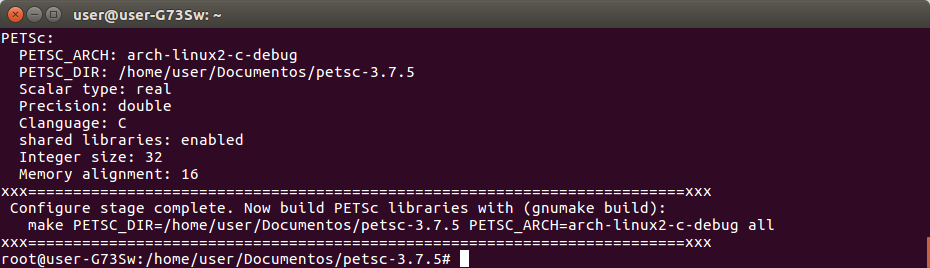 user@user-G73Sw: ~
PETSc:
  PETSC_ARCH: arch-linux2-c-debug
  PETSC_DIR: /home/user/Documentos/petsc-3.7.5
  Scalar type: real
  Precision: double
  Clanguage: C
  shared libraries: enabled
  Integer size: 32
  Memory alignment: 16
xxx=========================================================================xxx
 Configure stage complete. Now build PETSc libraries with (gnumake build):
   make PETSC_DIR=/home/user/Documentos/petsc-3.7.5 PETSC_ARCH=arch-linux2-c-debug all
xxx=========================================================================xxx
root@user-G73Sw:/home/user/Documentos/petsc-3.7.5#